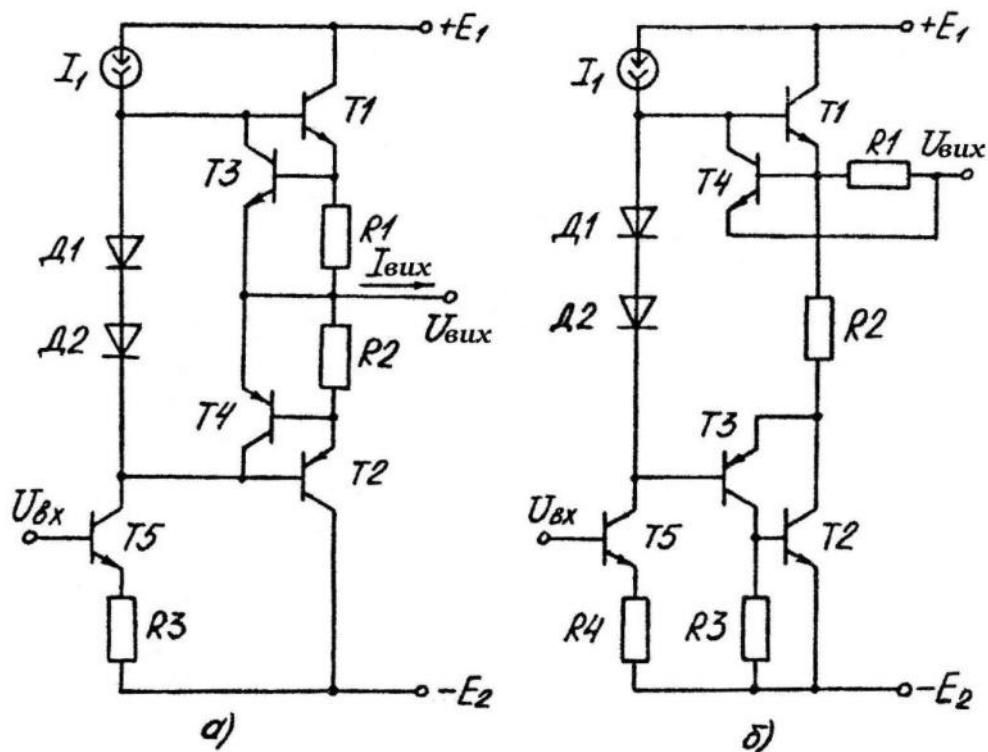 +E₁
I₁
T1
T3
R1
Д1
Iвих
Uвих
Д2
R2
T4
T2
Uвх
T5
R3
-E₂
а)
+E₁
I₁
T1
R1
Uвих
T4
Д1
Д2
R2
T3
Uвх
T5
T2
R4
R3
-E₂
б)